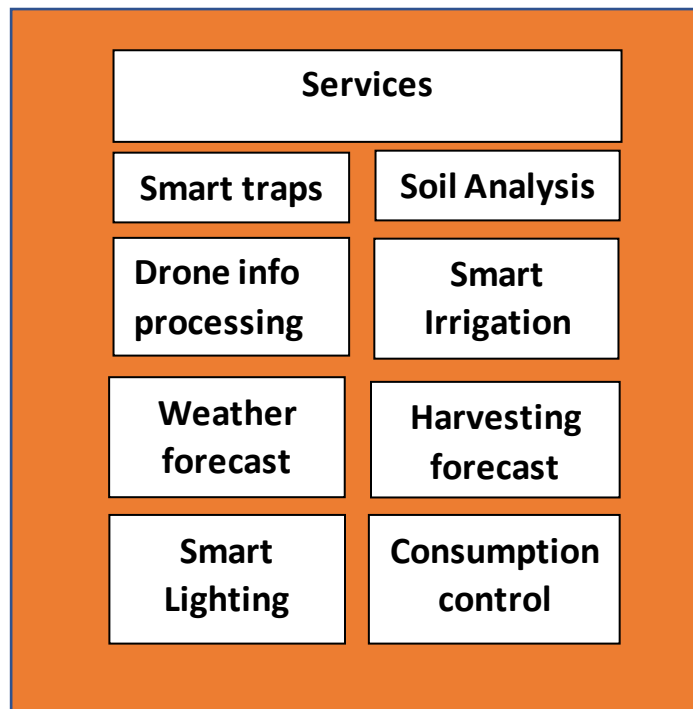 Services
Smart traps
Soil Analysis
Drone info
processing
Smart
Irrigation
Weather
forecast
Harvesting
forecast
Smart
Lighting
Consumption
control